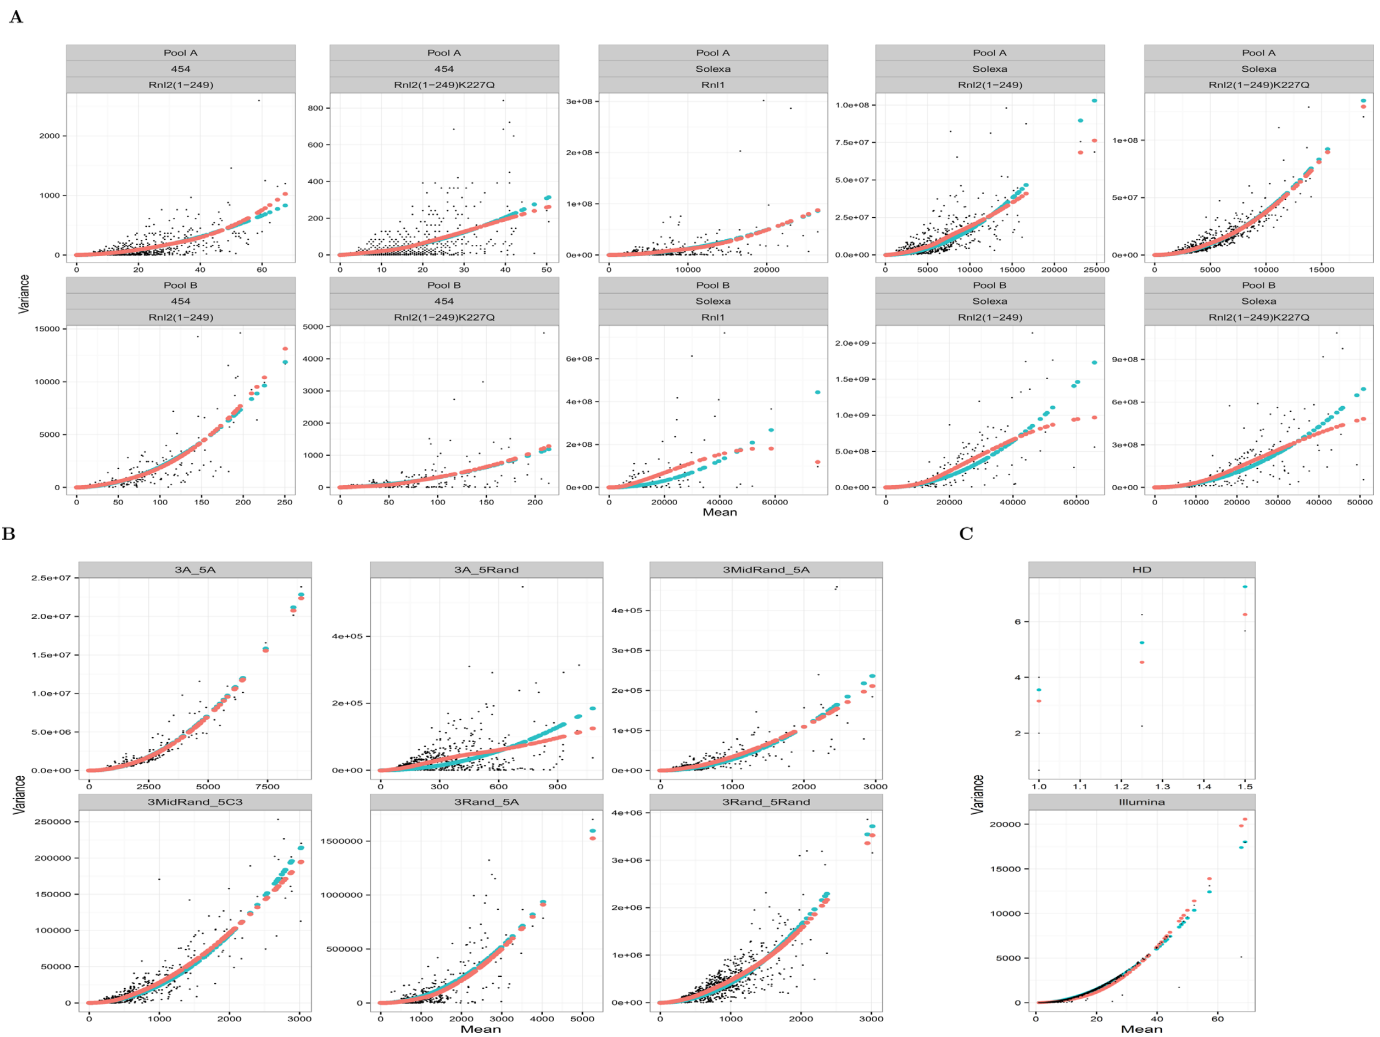 A
Pool A
454
Rnl2(1−249)
Pool A
454
Rnl2(1−249)K227Q
Pool A
Solexa
Rnl1
Pool A
Solexa
Rnl2(1−249)
Pool A
Solexa
Rnl2(1−249)K227Q
2000
1000
0
0 20 40 60
800
600
400
200
0
0 10 20 30 40 50
3e+08
2e+08
1e+08
0e+00
0 10000 20000
1.0e+08
7.5e+07
5.0e+07
2.5e+07
0.0e+00
0 5000 10000 15000 20000 25000
1e+08
5e+07
0e+00
0 5000 10000 15000
Variance
Pool B
454
Rnl2(1−249)
Pool B
454
Rnl2(1−249)K227Q
Pool B
Solexa
Rnl1
Pool B
Solexa
Rnl2(1−249)
Pool B
Solexa
Rnl2(1−249)K227Q
15000
10000
5000
0
0 50 100 150 200 250
5000
4000
3000
2000
1000
0
0 50 100 150 200
6e+08
4e+08
2e+08
0e+00
0 20000 40000 60000
2.0e+09
1.5e+09
1.0e+09
5.0e+08
0.0e+00
0 20000 40000 60000
9e+08
6e+08
3e+08
0e+00
0 10000 20000 30000 40000 50000
Mean
B
3A_5A
3A_5Rand
3MidRand_5A
2.5e+07
2.0e+07
1.5e+07
1.0e+07
5.0e+06
0.0e+00
0 2500 5000 7500
4e+05
2e+05
0e+00
0 300 600 900
4e+05
3e+05
2e+05
1e+05
0e+00
0 1000 2000 3000
Variance
3MidRand_5C3
3Rand_5A
3Rand_5Rand
250000
200000
150000
100000
50000
0
0 1000 2000 3000
1500000
1000000
500000
0e+00
0 1000 2000 3000 4000 5000
4e+06
3e+06
2e+06
1e+06
0e+00
0 1000 2000 3000
Mean
C
HD
6
4
2
1.0 1.1 1.2 1.3 1.4 1.5
Variance
Illumina
20000
15000
10000
5000
0
0 20 40 60
Mean